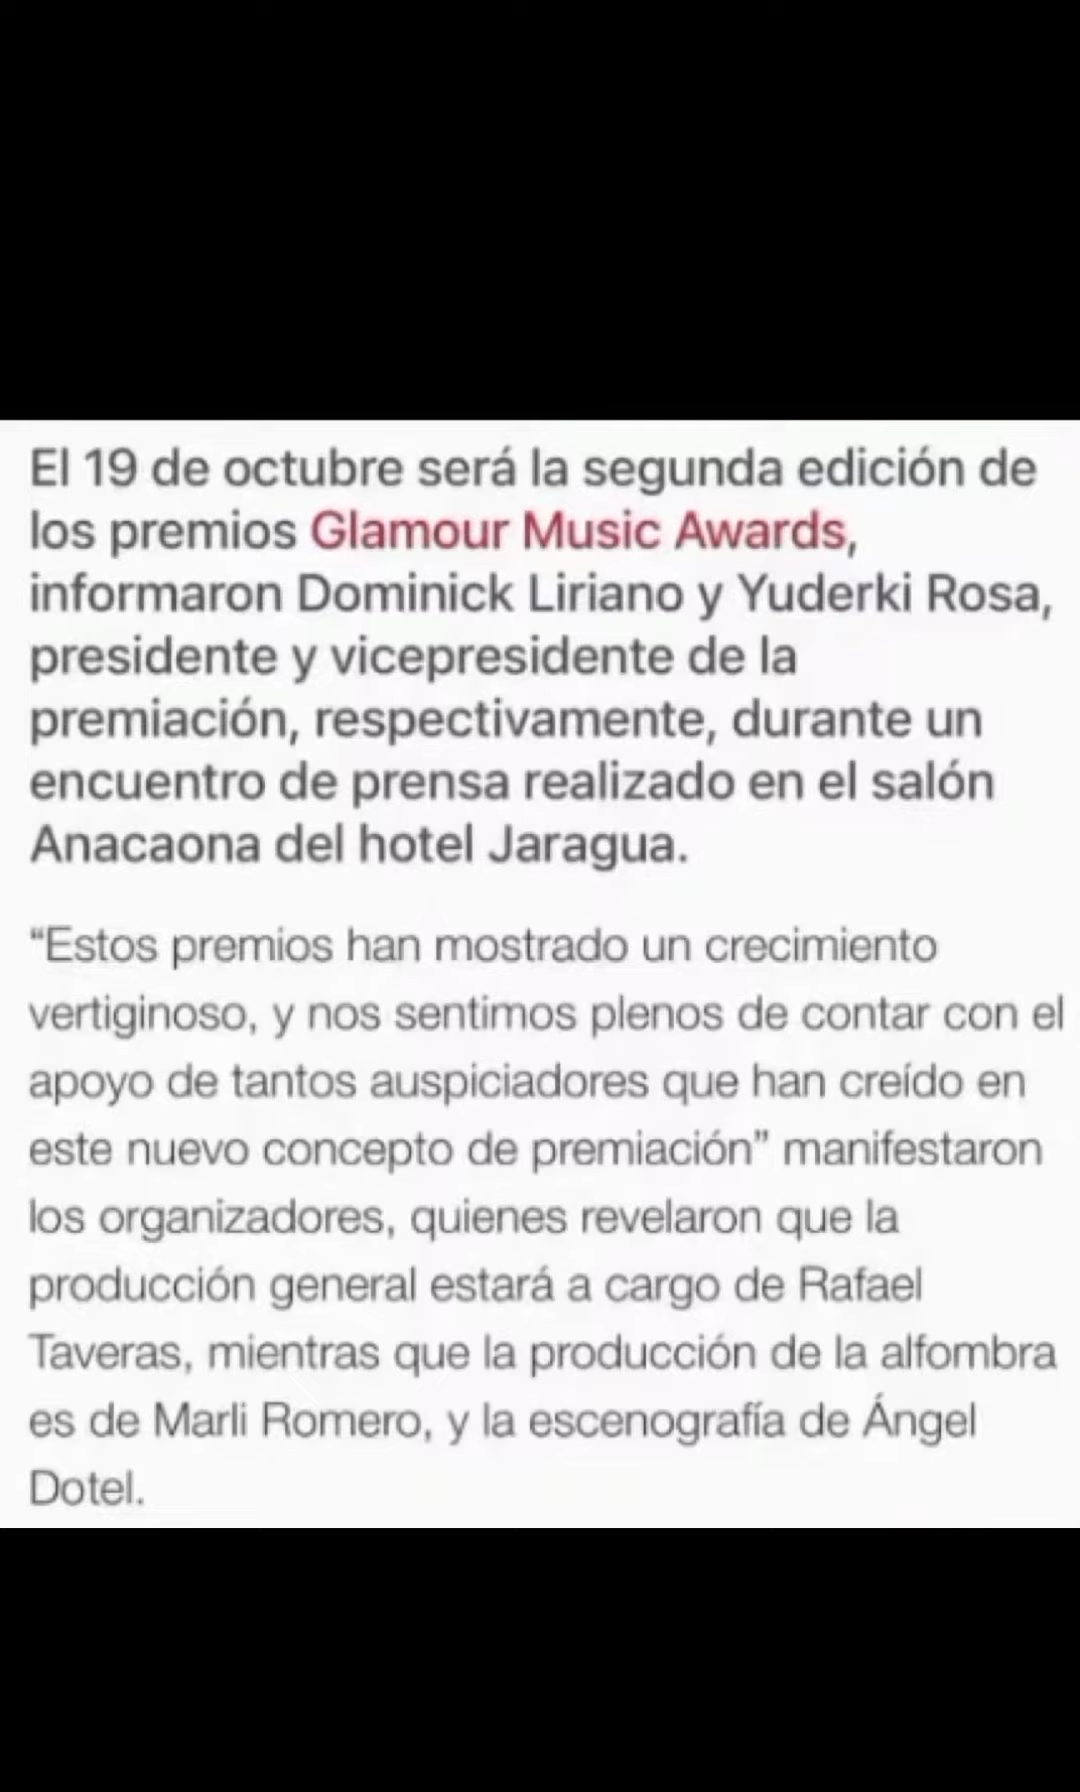 El 19 de octubre será la segunda edición de
los premios Glamour Music Awards,
informaron Dominick Liriano y Yuderki Rosa,
presidente y vicepresidente de la
premiación, respectivamente, durante un
encuentro de prensa realizado en el salón
Anacaona del hotel Jaragua.
“Estos premios han mostrado un crecimiento
vertiginoso, y nos sentimos plenos de contar con el
apoyo de tantos auspiciadores que han creído en
este nuevo concepto de premiación” manifestaron
los organizadores, quienes revelaron que la
producción general estará a cargo de Rafael
Taveras, mientras que la producción de la alfombra
es de Marli Romero, y la escenografía de Ángel
Dotel.